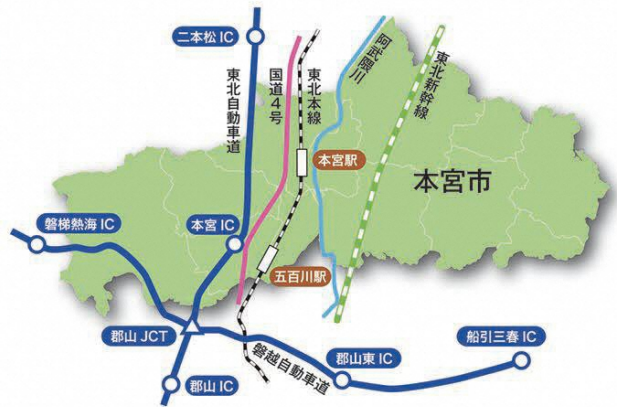 二本松 IC
東北自動車道
国道4号
東北本線
阿武隈川
東北新幹線
本宮駅
本宮市
磐梯熱海 IC
本宮 IC
五百川駅
郡山 JCT
磐越自動車道
郡山東 IC
船引三春 IC
郡山 IC